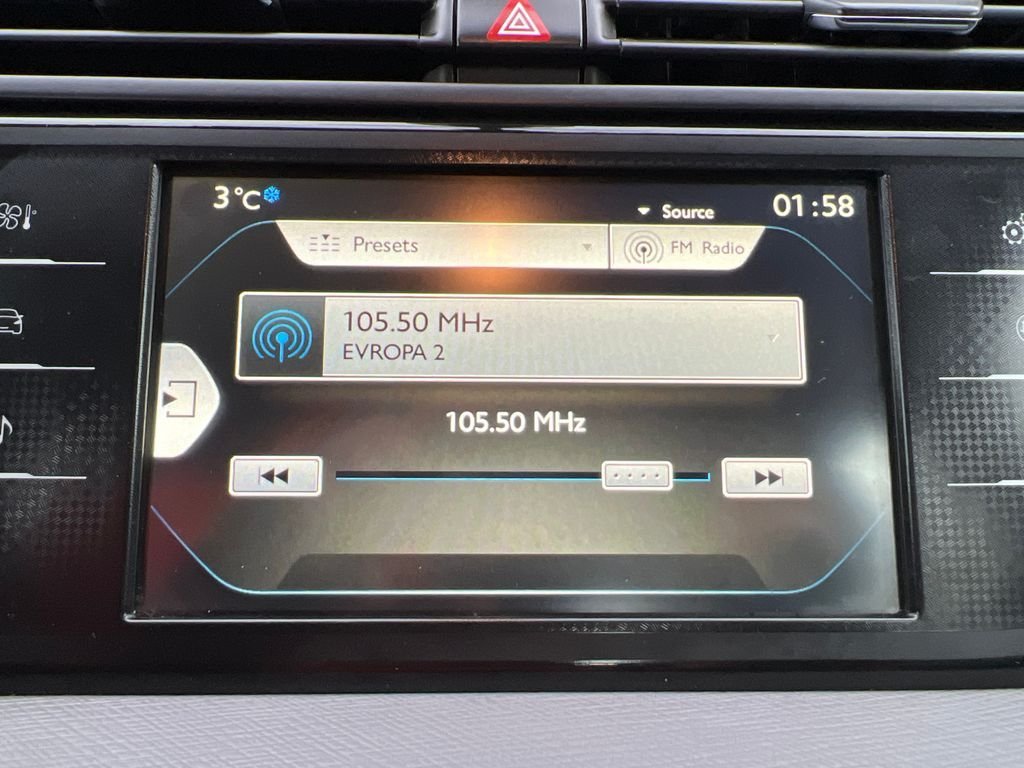 3°C
01:58
Source
Presets
FM Radio
105.50 MHz
EVROPA 2
105.50 MHz